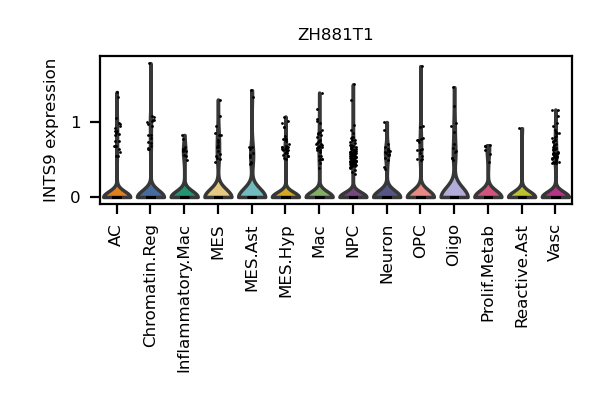 ZH881T1
INTS9 expression
1
0
AC
Chromatin.Reg
Inflammatory.Mac
MES
MES.Ast
MES.Hyp
Mac
NPC
Neuron
OPC
Oligo
Prolif.Metab
Reactive.Ast
Vasc